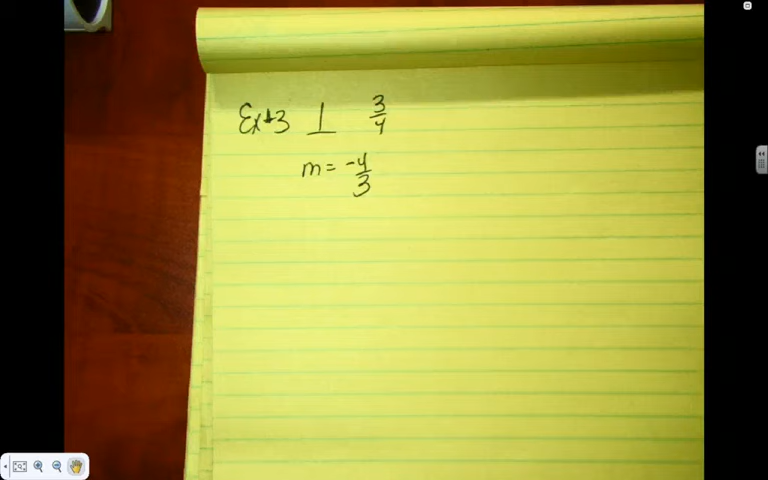 Ex 3 ⊥ 3/4
m = -4/3